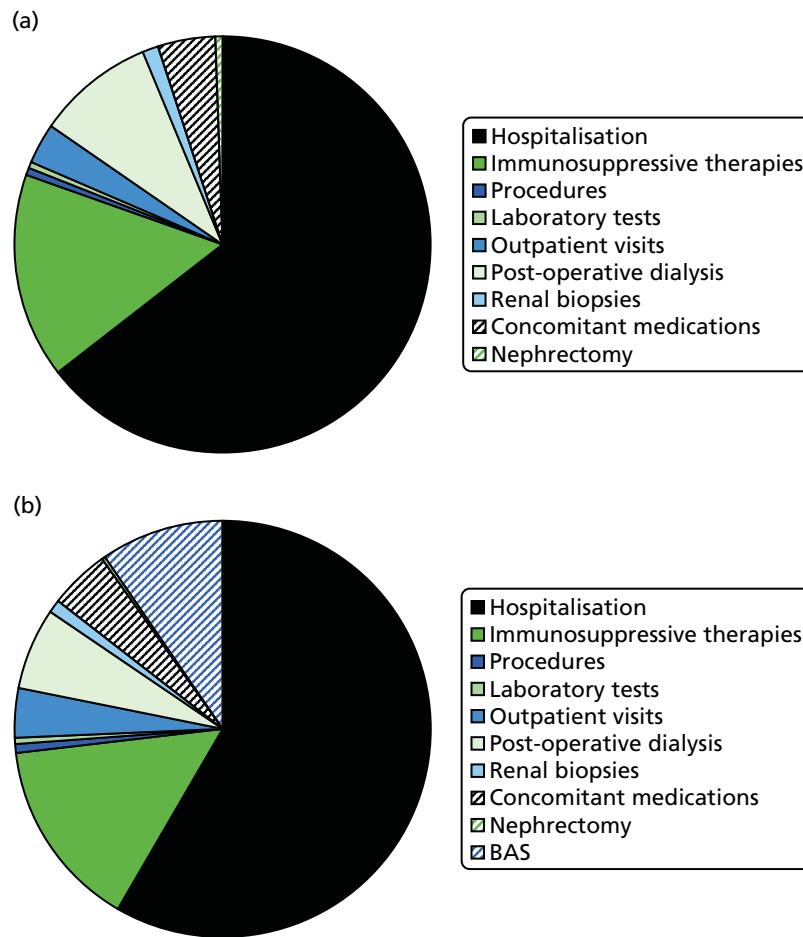 (a)
Hospitalisation
Immunosuppressive therapies
Procedures
Laboratory tests
Outpatient visits
Post-operative dialysis
Renal biopsies
Concomitant medications
Nephrectomy
(b)
Hospitalisation
Immunosuppressive therapies
Procedures
Laboratory tests
Outpatient visits
Post-operative dialysis
Renal biopsies
Concomitant medications
Nephrectomy
BAS